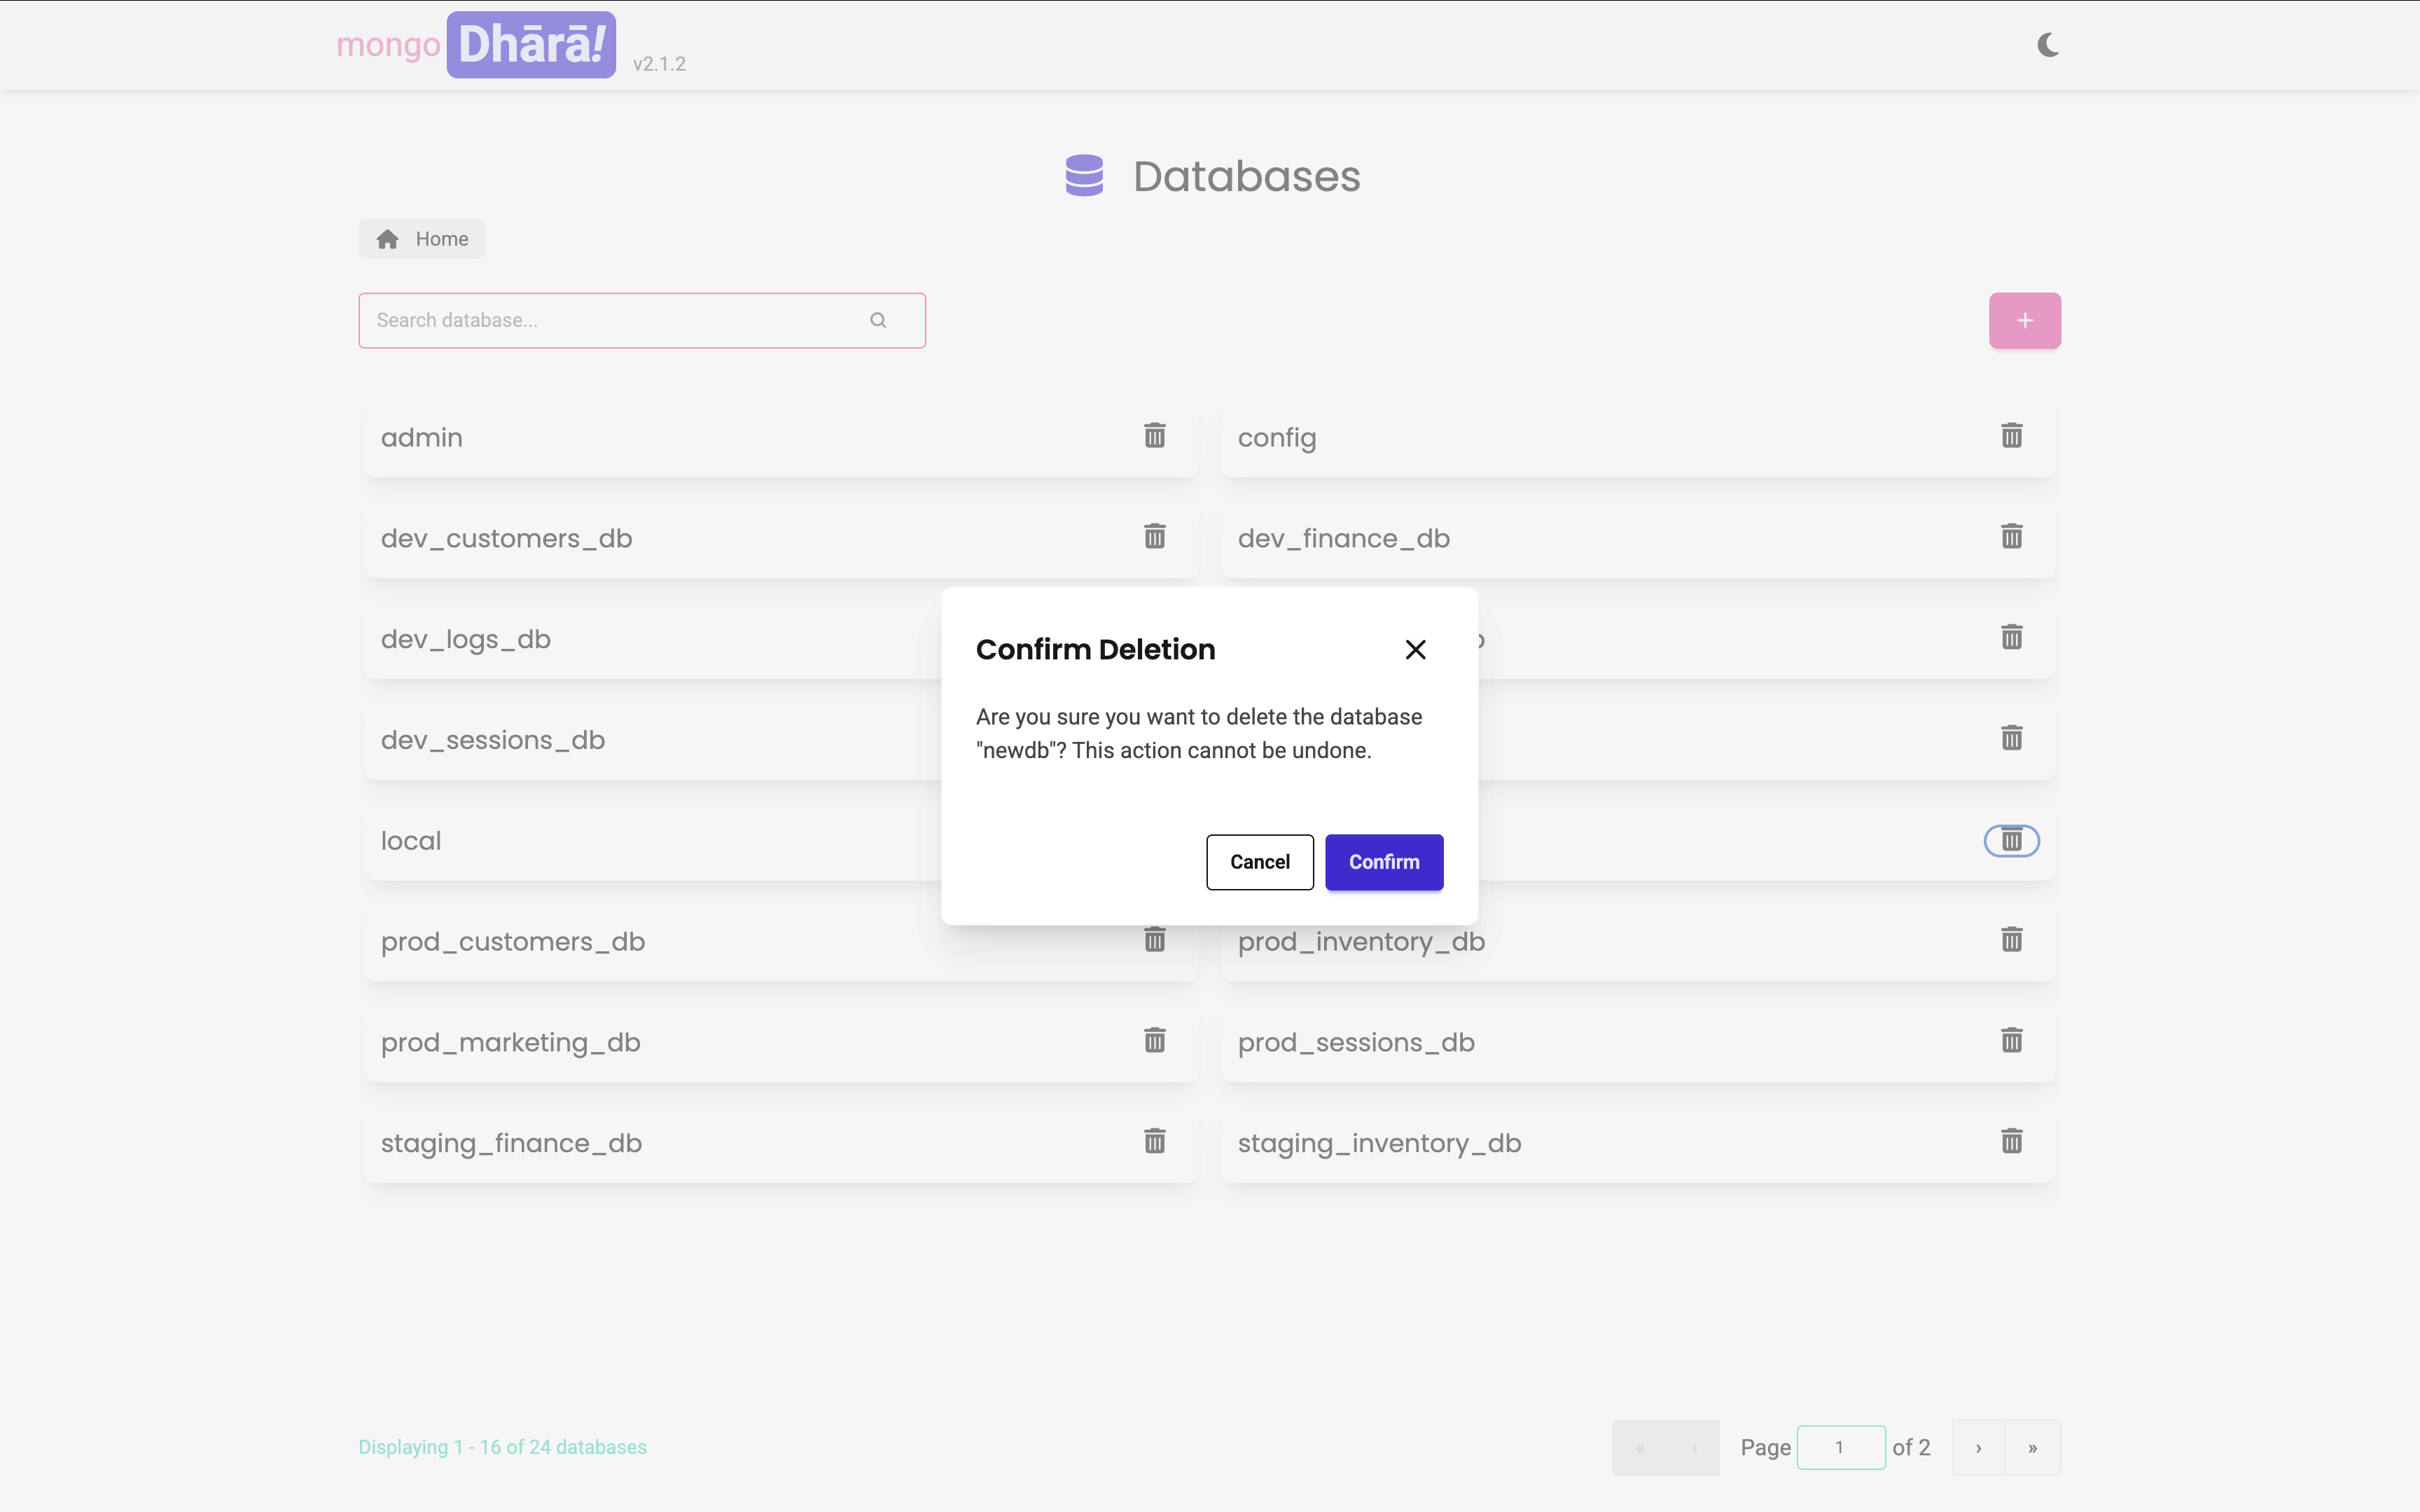 mongo Dhārā! v2.1.2
Databases
Home
Search database...
+
admin
config
dev_customers_db
dev_finance_db
dev_logs_db
dev_sessions_db
local
Confirm Deletion
Are you sure you want to delete the database
"newdb"? This action cannot be undone.
Cancel
Confirm
prod_customers_db
prod_inventory_db
prod_marketing_db
prod_sessions_db
staging_finance_db
staging_inventory_db
Displaying 1 - 16 of 24 databases
« ‹ Page 1 of 2 › »